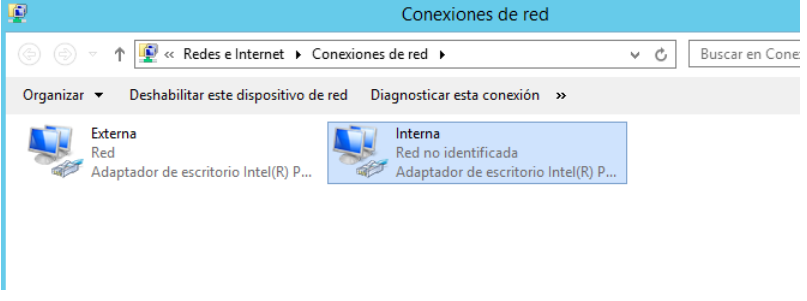 Conexiones de red
« Redes e Internet Conexiones de red
Buscar en Cone
Organizar Deshabilitar este dispositivo de red Diagnosticar esta conexión »
Externa
Red
Adaptador de escritorio Intel(R) P...
Interna
Red no identificada
Adaptador de escritorio Intel(R) P...